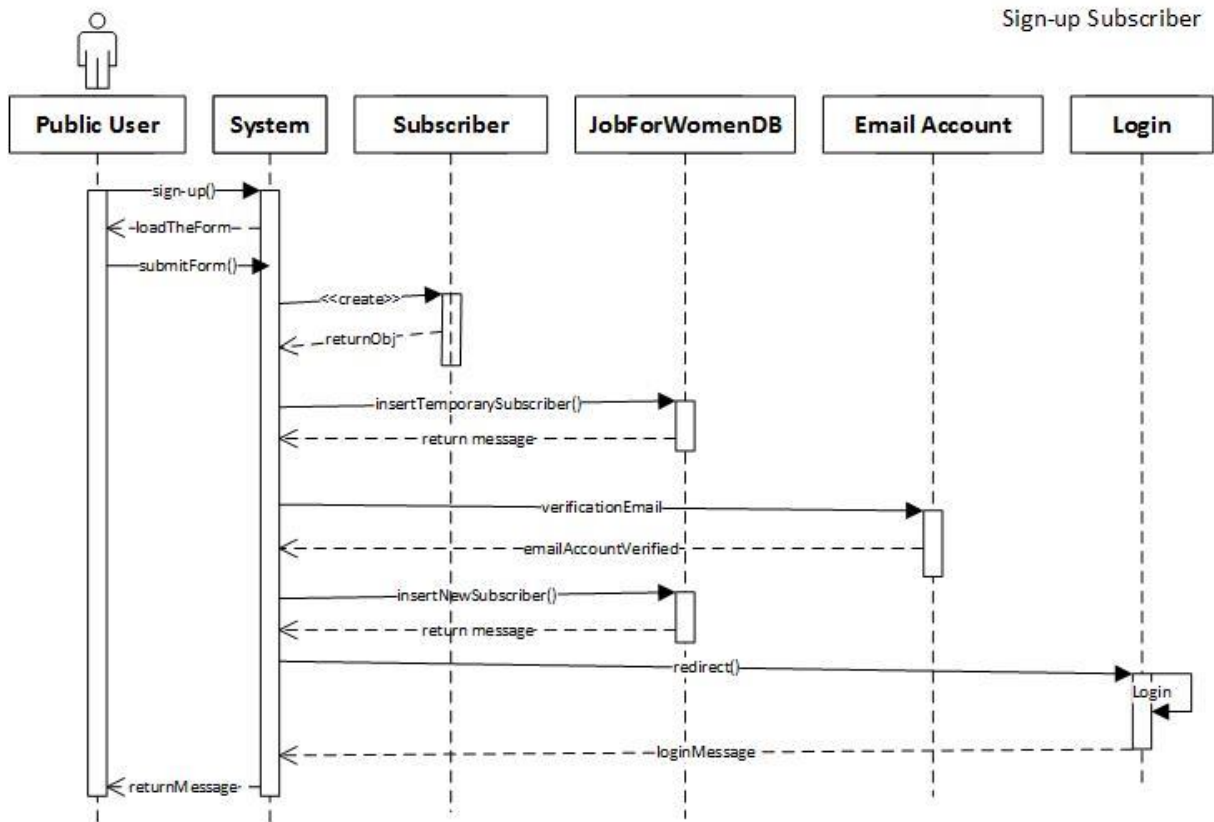 Sign-up Subscriber
Public User
System
Subscriber
JobForWomenDB
Email Account
Login
sign-up()
loadTheForm
submitForm()
<<create>>
returnObj
insertTemporarySubscriber()
return message
verificationEmail
emailAccountVerified
insertNewSubscriber()
return message
redirect()
Login
loginMessage
returnMessage